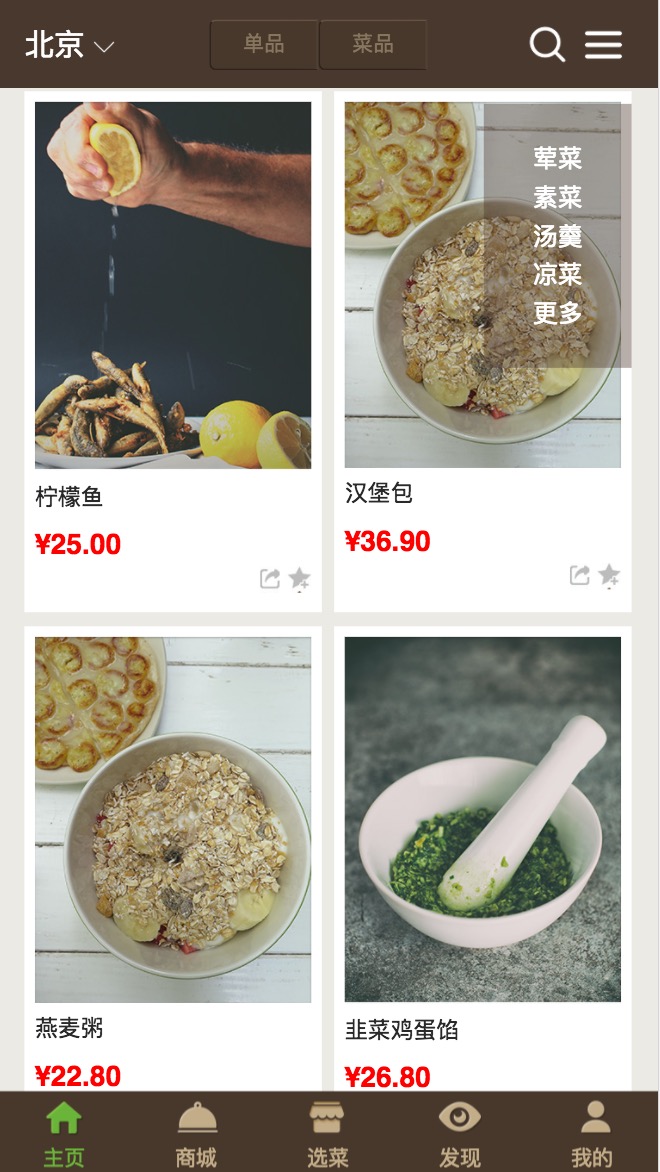 北京
单品 菜品
荤菜
素菜
汤羹
凉菜
更多
柠檬鱼
¥25.00
汉堡包
¥36.90
燕麦粥
¥22.80
韭菜鸡蛋馅
¥26.80
主页 商城 选菜 发现 我的